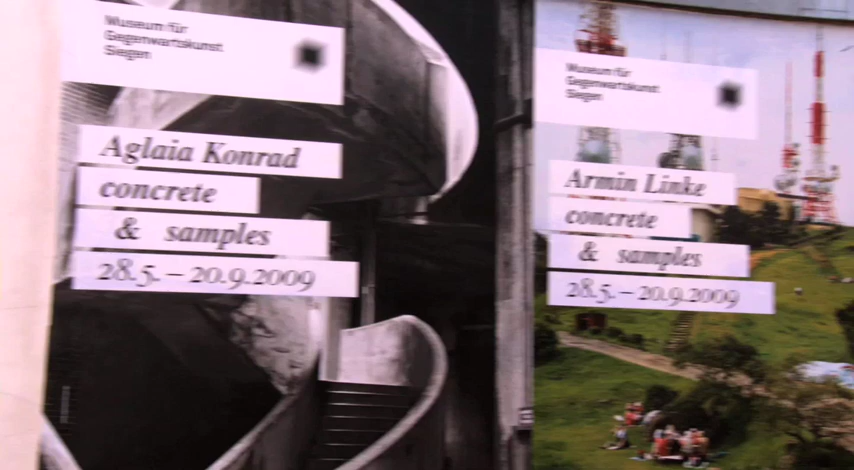 Museum für
Gegenwartskunst
Siegen
Aglaia Konrad
concrete
& samples
28.5.–20.9.2009
Museum für
Gegenwartskunst
Siegen
Armin Linke
concrete
& samples
28.5.–20.9.2009